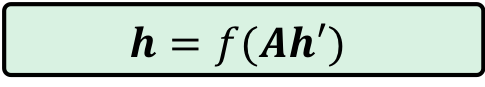 h = f(Ah′)